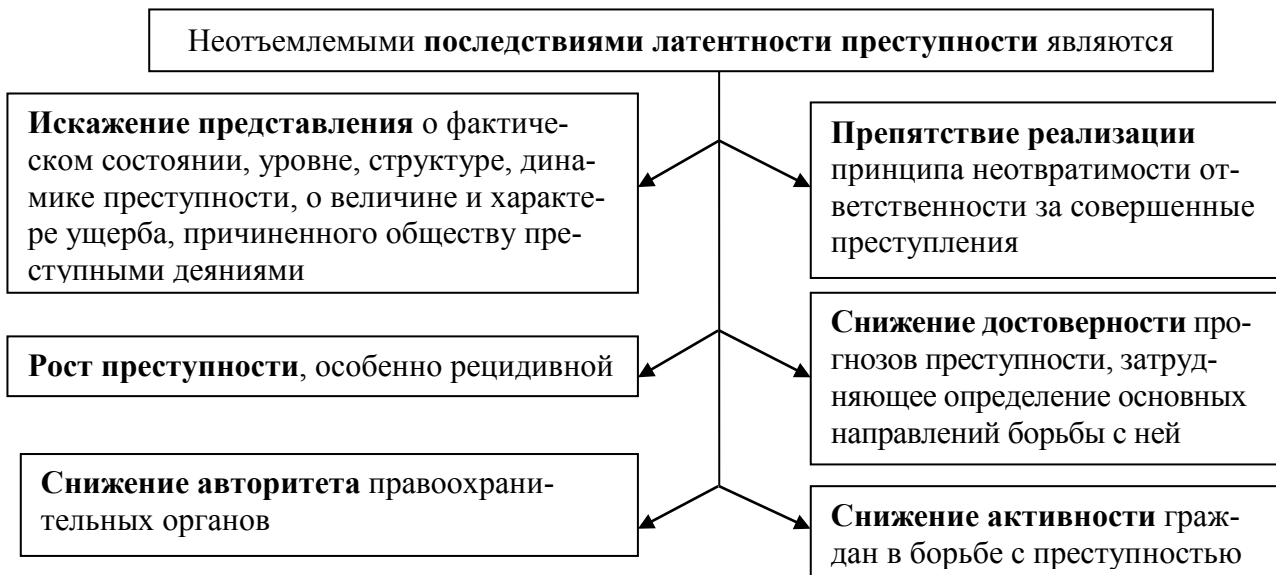 Неотъемлемыми последствиями латентности преступности являются
Искажение представления о фактиче-
ском состоянии, уровне, структуре, дина-
мике преступности, о величине и характе-
ре ущерба, причиненного обществу пре-
ступными деяниями
Препятствие реализации
принципа неотвратимости от-
ветственности за совершенные
преступления
Рост преступности, особенно рецидивной
Снижение достоверности про-
гнозов преступности, затруд-
няющее определение основных
направлений борьбы с ней
Снижение авторитета правоохрани-
тельных органов
Снижение активности граж-
дан в борьбе с преступностью